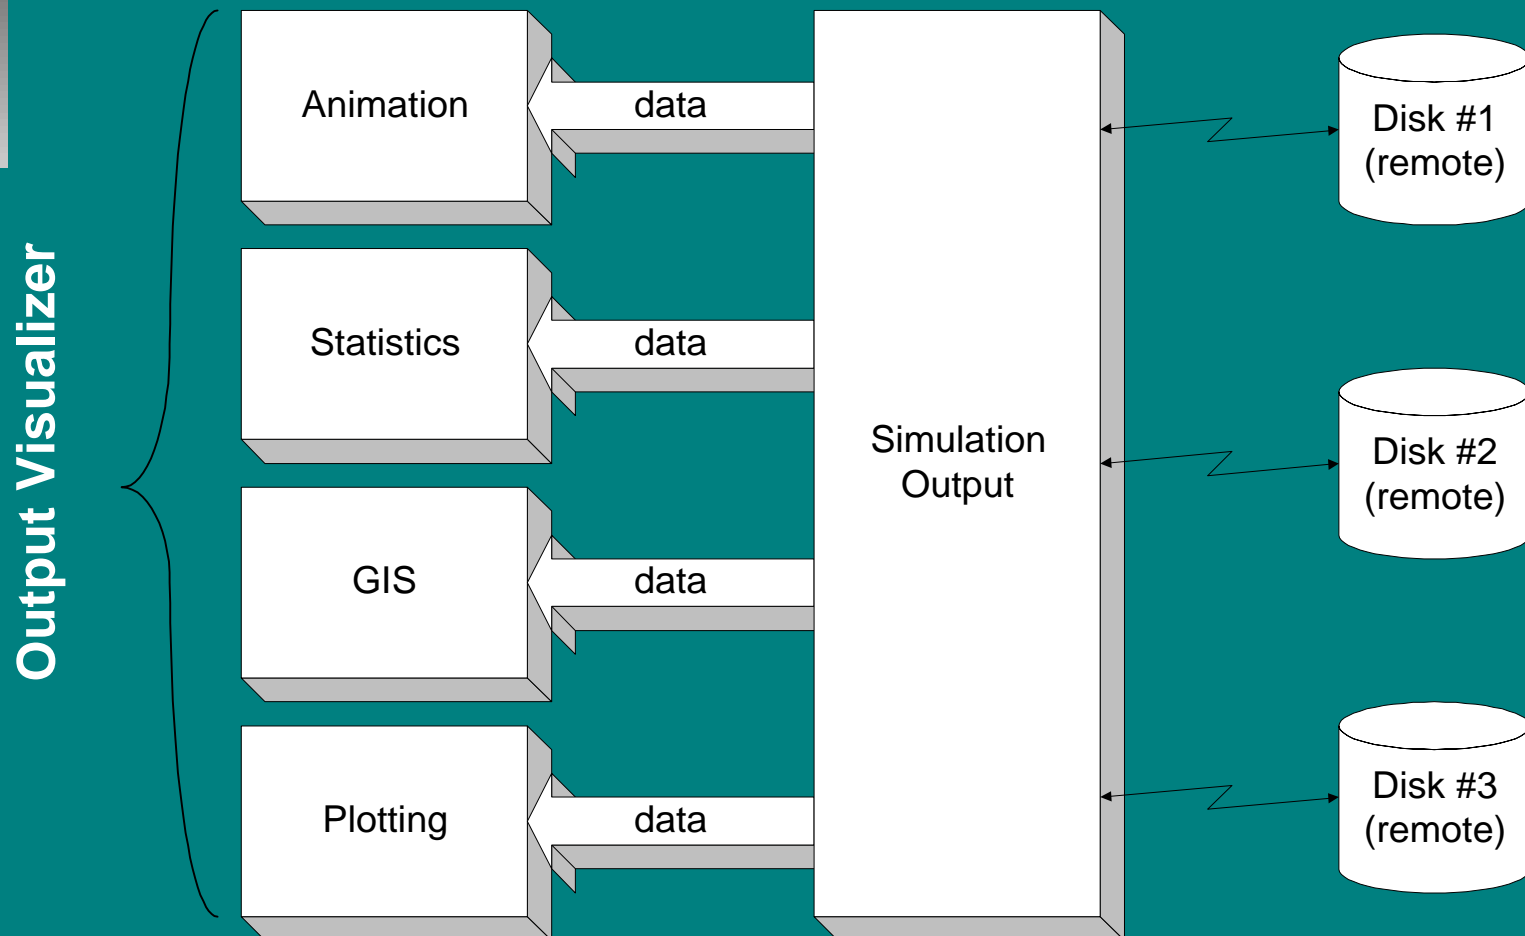 Output Visualizer
Animation
data
Statistics
data
GIS
data
Plotting
data
Simulation
Output
Disk #1
(remote)
Disk #2
(remote)
Disk #3
(remote)